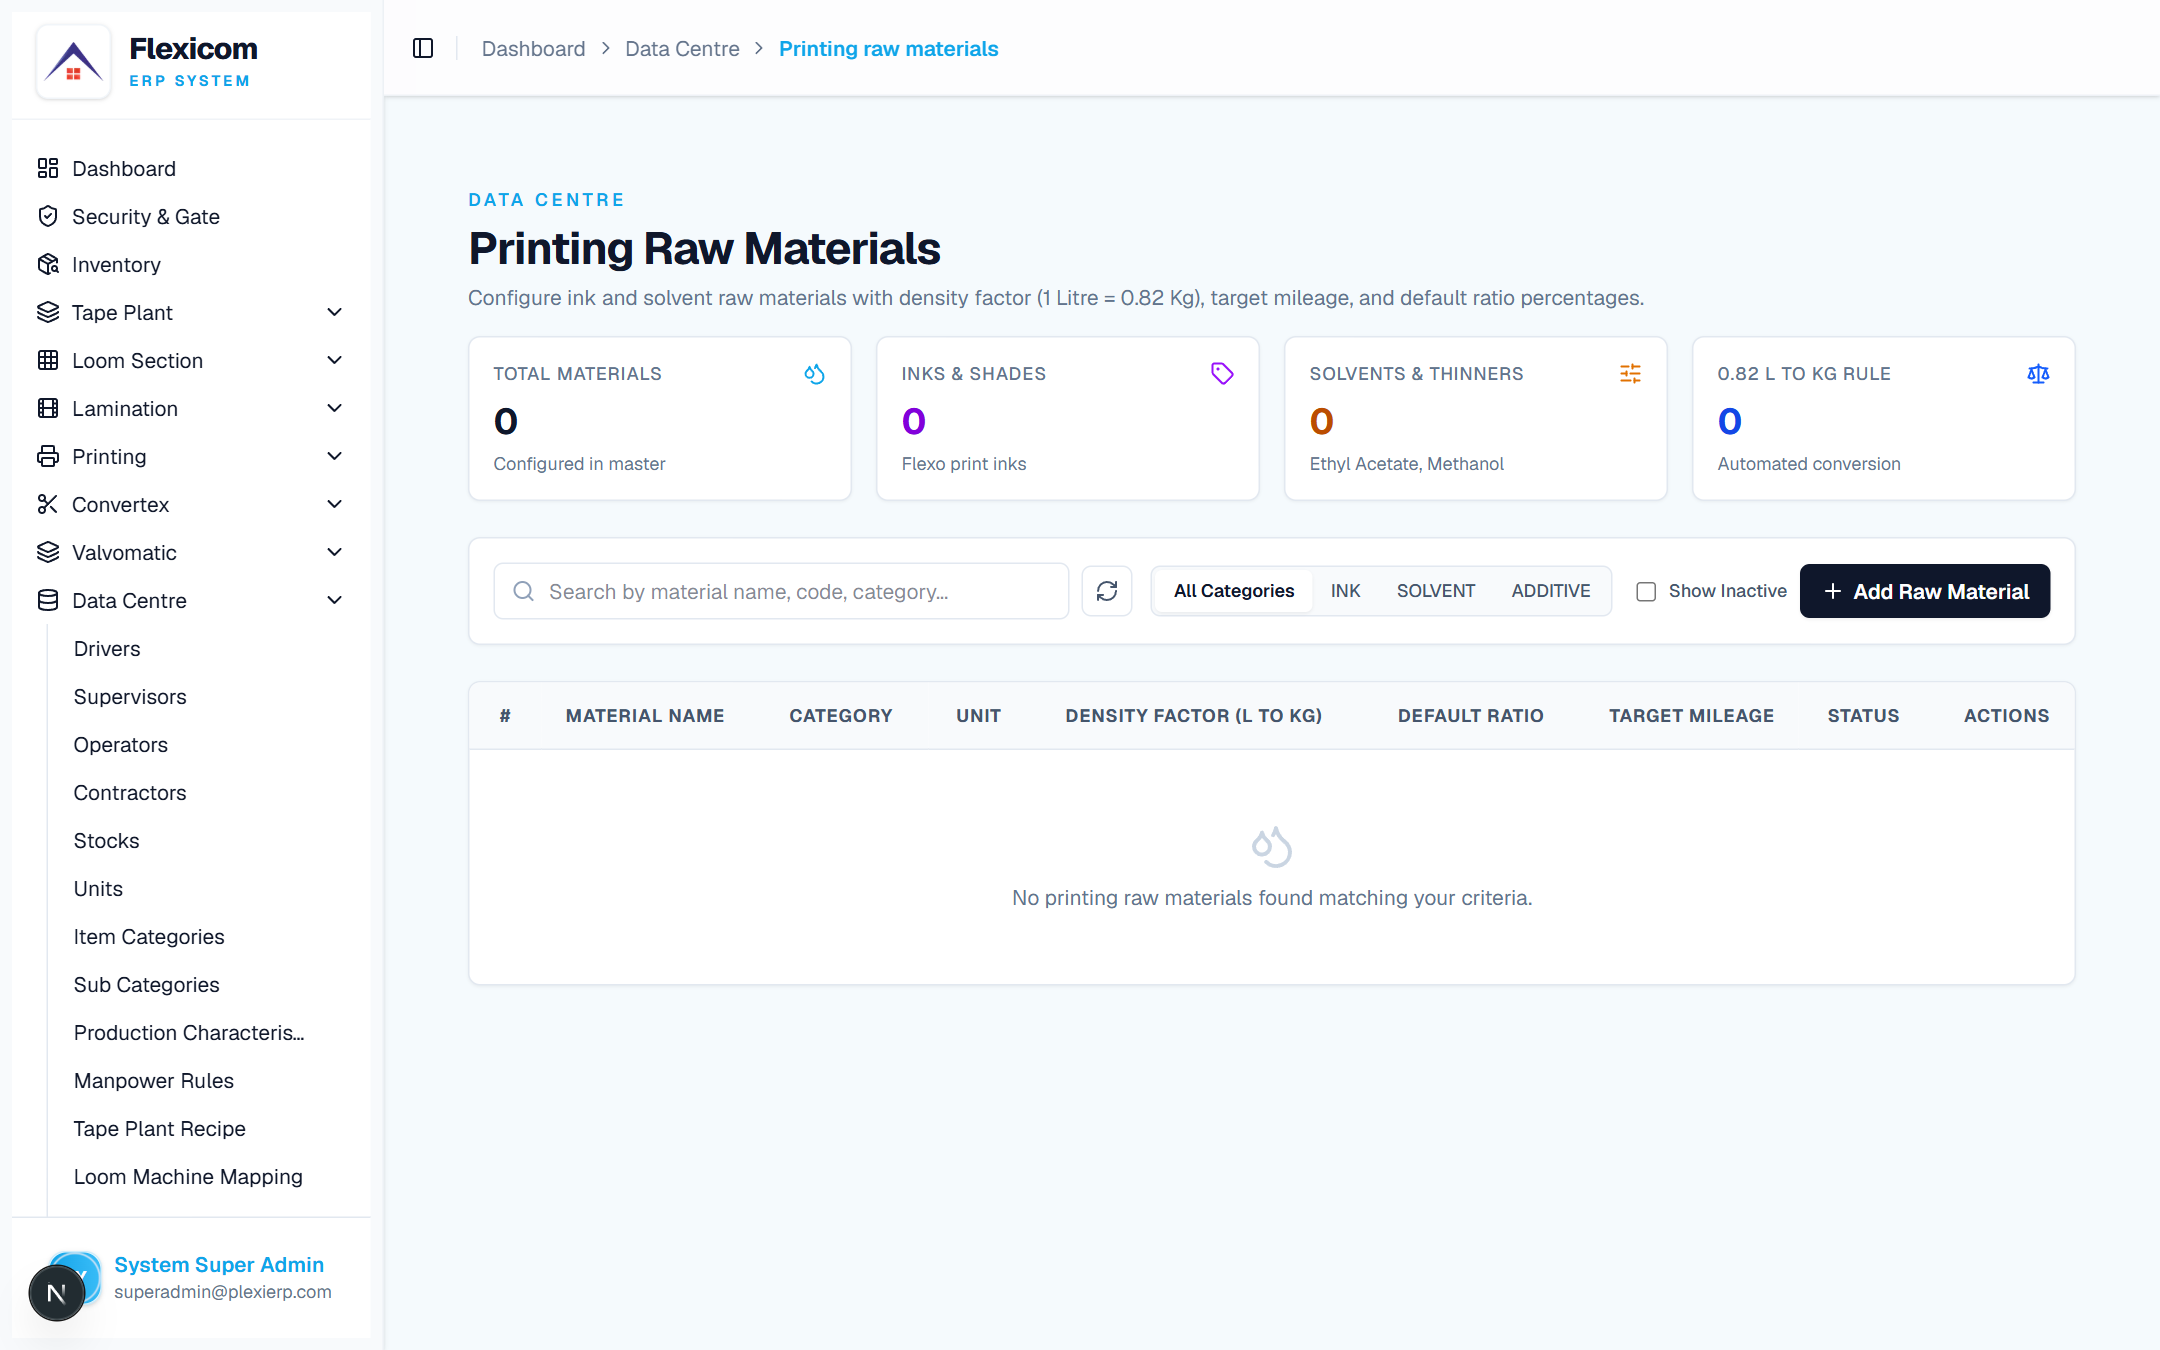 Flexicom
ERP SYSTEM
Dashboard
Security & Gate
Inventory
Tape Plant
Loom Section
Lamination
Printing
Convertex
Valvomatic
Data Centre
Drivers
Supervisors
Operators
Contractors
Stocks
Units
Item Categories
Sub Categories
Production Characteris...
Manpower Rules
Tape Plant Recipe
Loom Machine Mapping
N
System Super Admin
superadmin@plexierp.com
Dashboard > Data Centre > Printing raw materials
DATA CENTRE
Printing Raw Materials
Configure ink and solvent raw materials with density factor (1 Litre = 0.82 Kg), target mileage, and default ratio percentages.
TOTAL MATERIALS
0
Configured in master
INKS & SHADES
0
Flexo print inks
SOLVENTS & THINNERS
0
Ethyl Acetate, Methanol
0.82 L TO KG RULE
0
Automated conversion
Search by material name, code, category...
All Categories INK SOLVENT ADDITIVE
Show Inactive
Add Raw Material
# MATERIAL NAME CATEGORY UNIT DENSITY FACTOR (L TO KG) DEFAULT RATIO TARGET MILEAGE STATUS ACTIONS
No printing raw materials found matching your criteria.